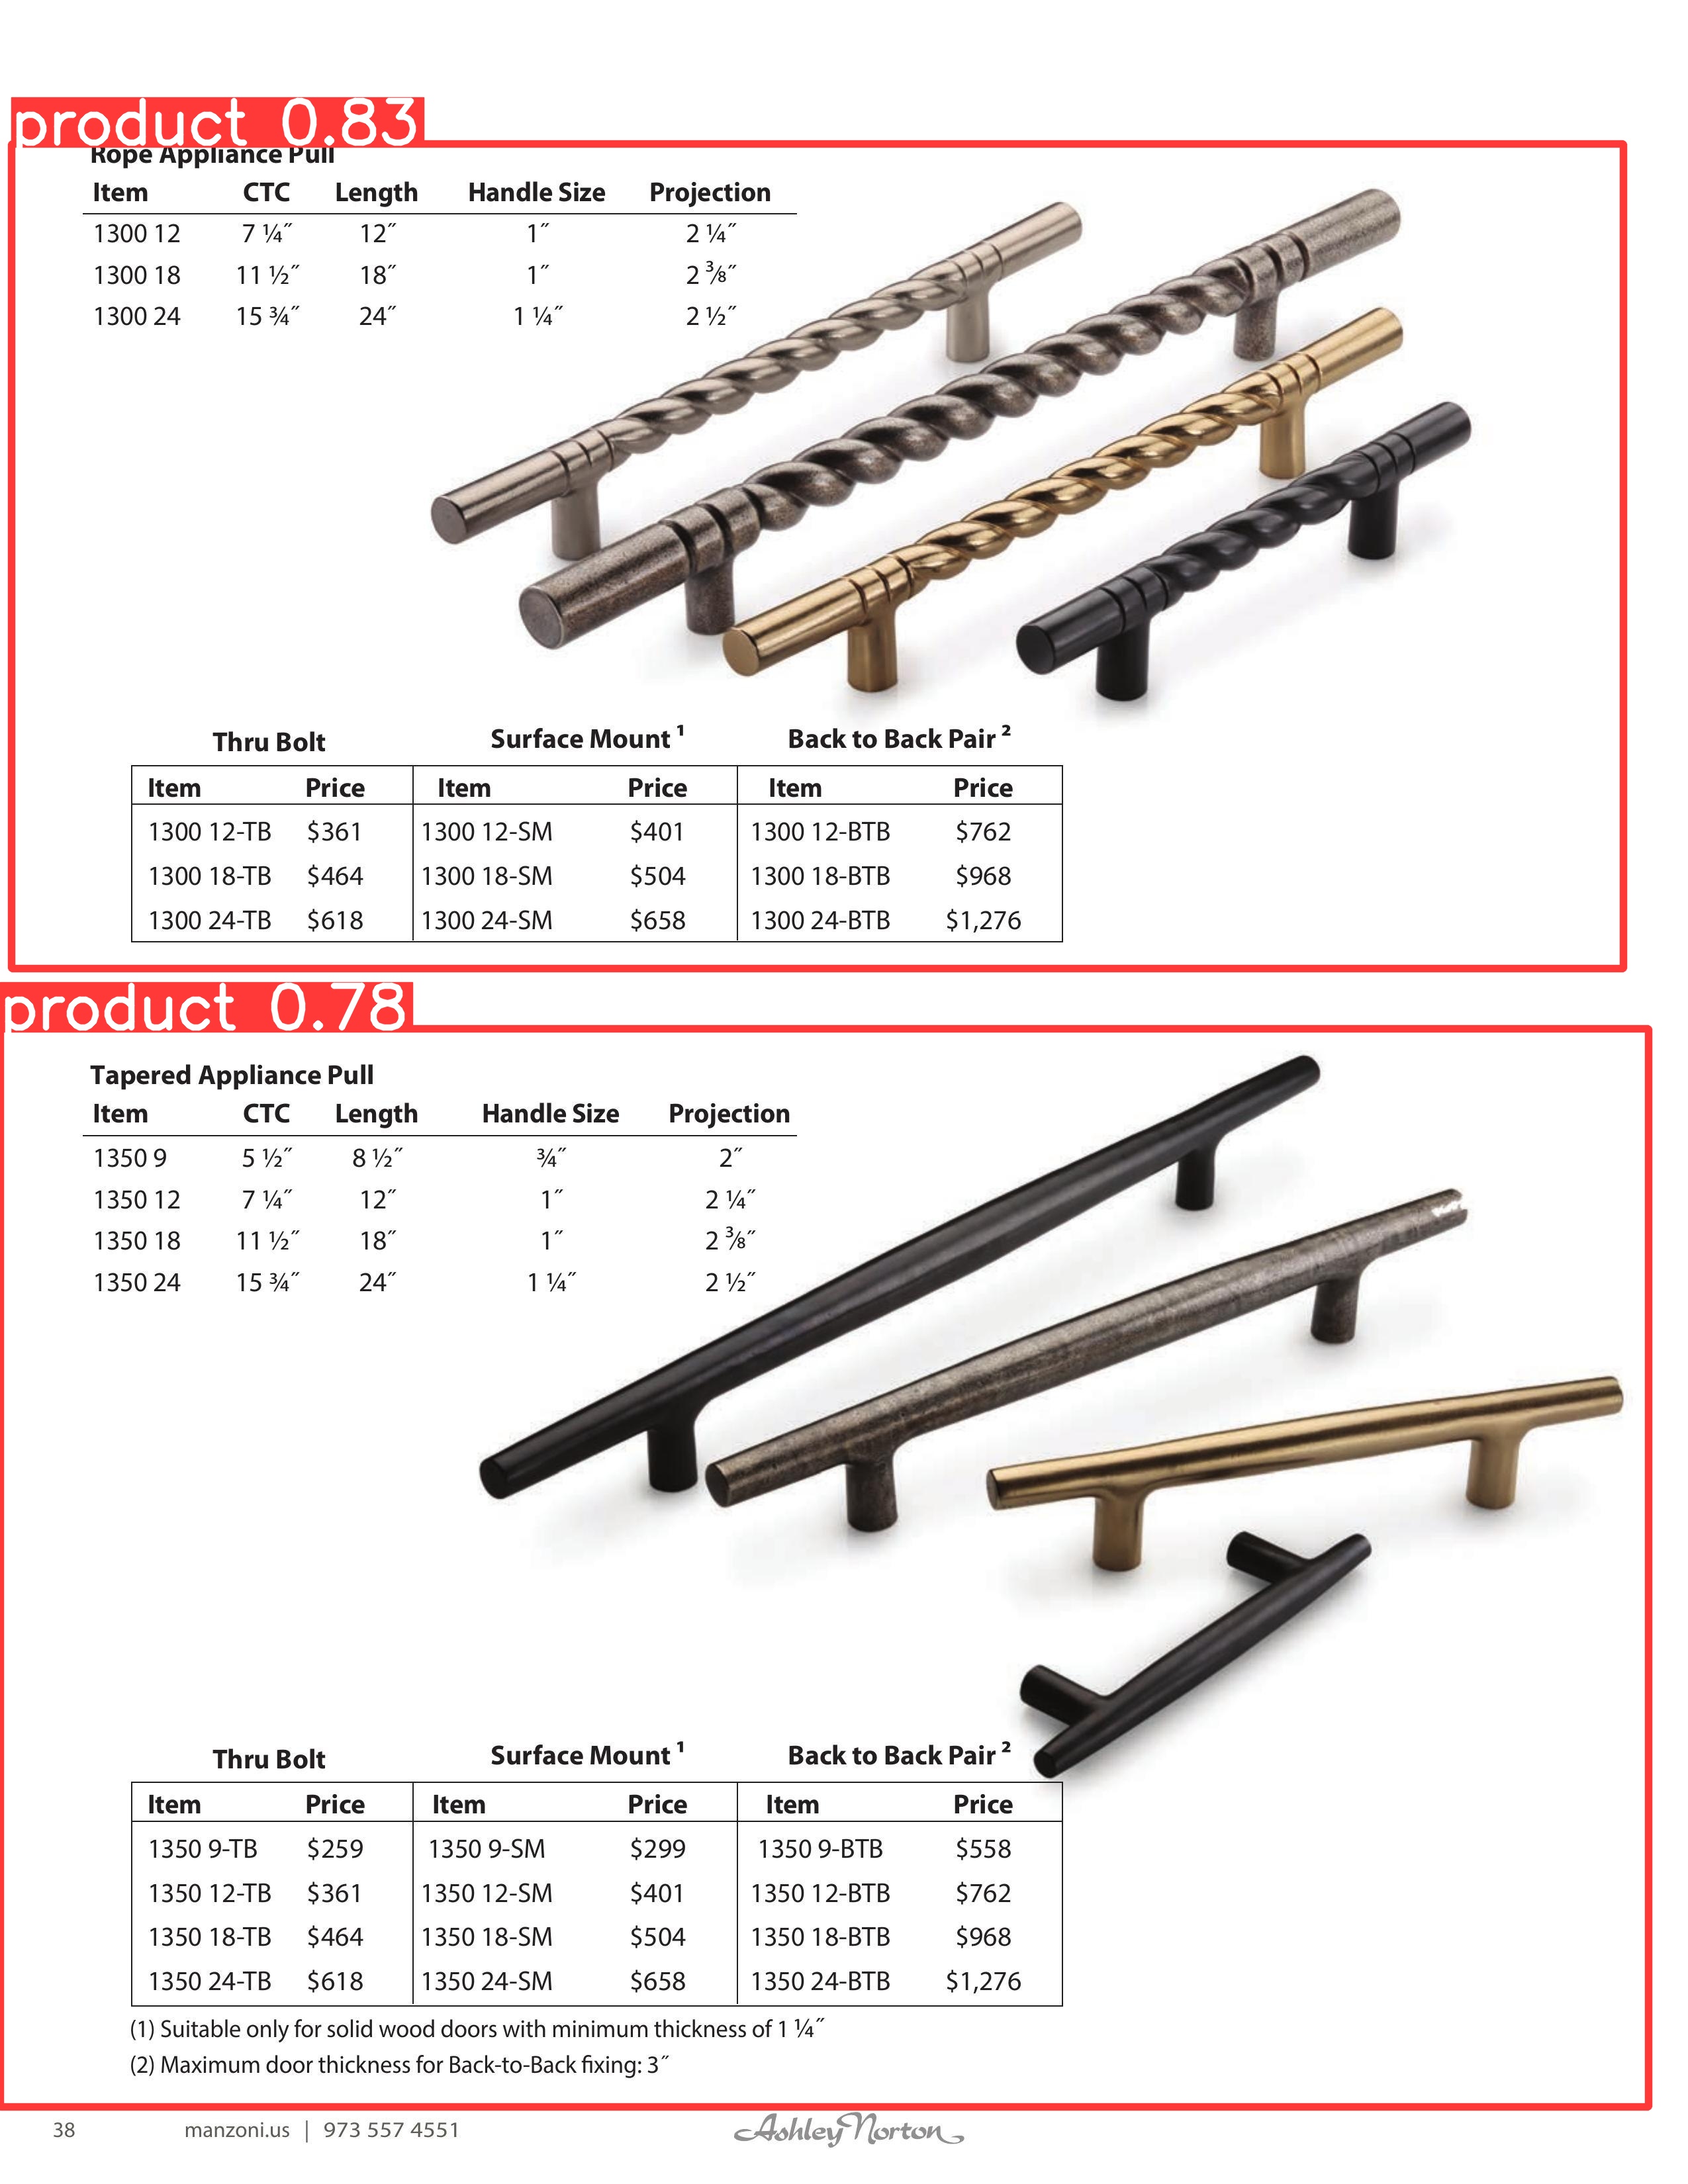 product 0.83
Rope Appliance Pull
Item CTC Length Handle Size Projection
1300 12 7 ¼″ 12″ 1″ 2 ¼″
1300 18 11 ½″ 18″ 1″ 2 ⅜″
1300 24 15 ¾″ 24″ 1 ¼″ 2 ½″
Thru Bolt Surface Mount ¹ Back to Back Pair ²
Item Price Item Price Item Price
1300 12-TB $361 1300 12-SM $401 1300 12-BTB $762
1300 18-TB $464 1300 18-SM $504 1300 18-BTB $968
1300 24-TB $618 1300 24-SM $658 1300 24-BTB $1,276
product 0.78
Tapered Appliance Pull
Item CTC Length Handle Size Projection
1350 9 5 ½″ 8 ½″ ¾″ 2″
1350 12 7 ¼″ 12″ 1″ 2 ¼″
1350 18 11 ½″ 18″ 1″ 2 ⅜″
1350 24 15 ¾″ 24″ 1 ¼″ 2 ½″
Thru Bolt Surface Mount ¹ Back to Back Pair ²
Item Price Item Price Item Price
1350 9-TB $259 1350 9-SM $299 1350 9-BTB $558
1350 12-TB $361 1350 12-SM $401 1350 12-BTB $762
1350 18-TB $464 1350 18-SM $504 1350 18-BTB $968
1350 24-TB $618 1350 24-SM $658 1350 24-BTB $1,276
(1) Suitable only for solid wood doors with minimum thickness of 1 ¼″
(2) Maximum door thickness for Back-to-Back fixing: 3″
38 manzoni.us | 973 557 4551 Ashley Norton